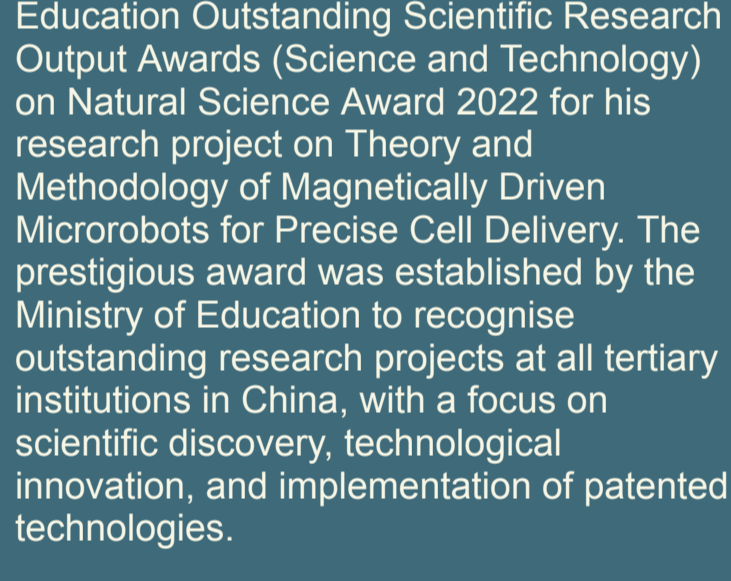 Education Outstanding Scientific Research
Output Awards (Science and Technology)
on Natural Science Award 2022 for his
research project on Theory and
Methodology of Magnetically Driven
Microrobots for Precise Cell Delivery. The
prestigious award was established by the
Ministry of Education to recognise
outstanding research projects at all tertiary
institutions in China, with a focus on
scientific discovery, technological
innovation, and implementation of patented
technologies.